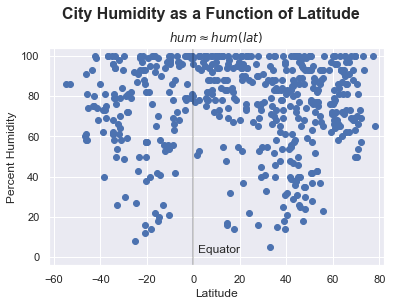 City Humidity as a Function of Latitude
hum ≈ hum(lat)
100
80
60
40
20
0
Percent Humidity
Equator
−60 −40 −20 0 20 40 60 80
Latitude